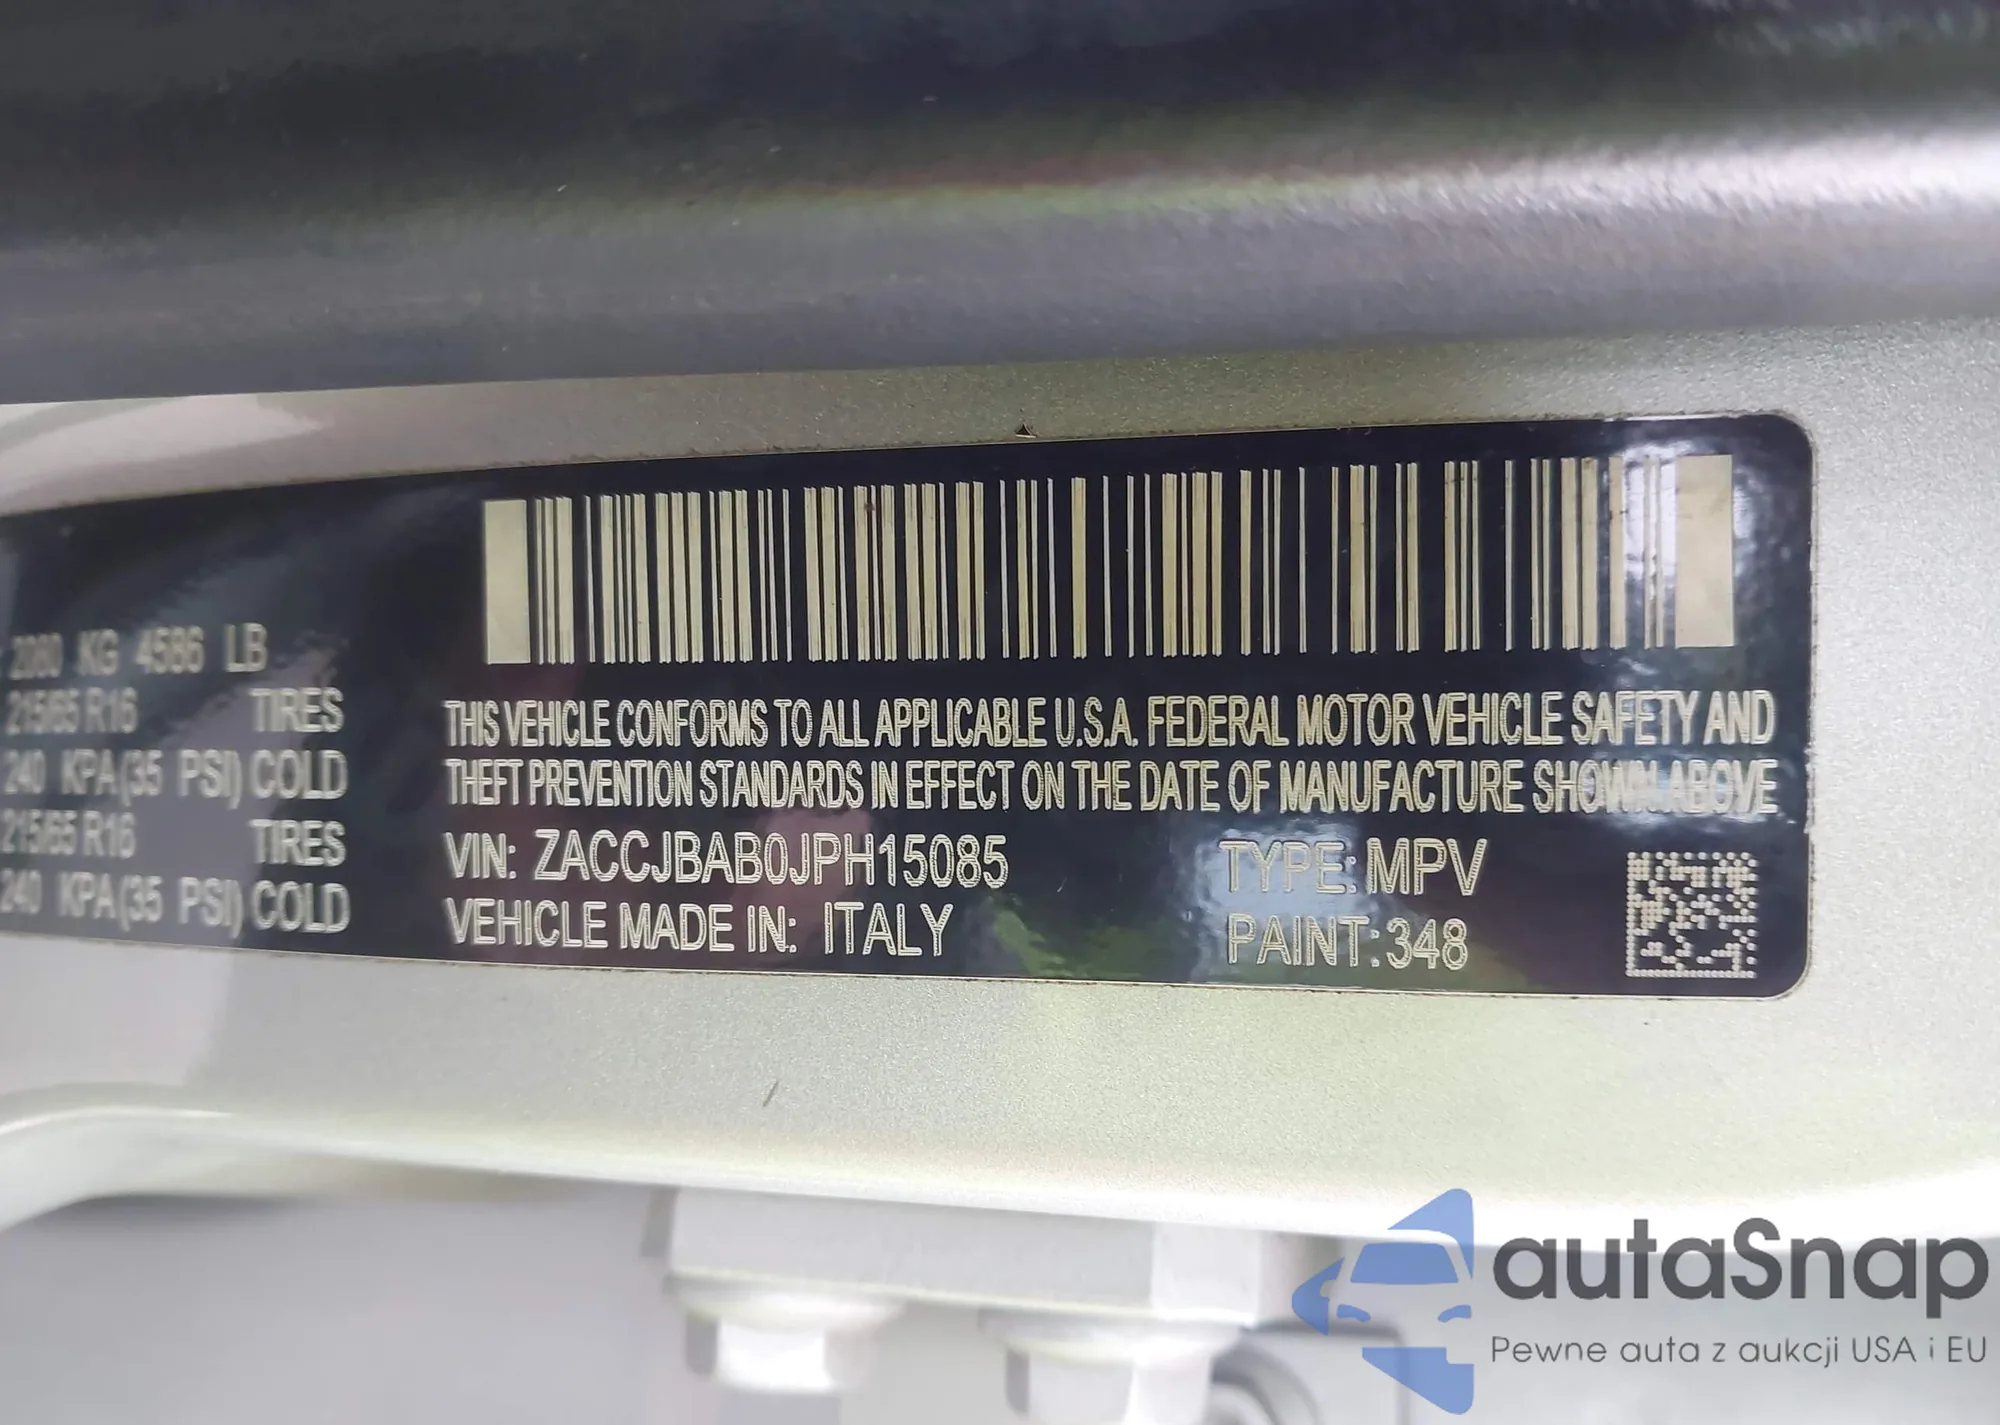 2080 KG 4586 LB
215/65 R16 TIRES
240 KPA(35 PSI) COLD
215/65 R16 TIRES
240 KPA(35 PSI) COLD
THIS VEHICLE CONFORMS TO ALL APPLICABLE U.S.A. FEDERAL MOTOR VEHICLE SAFETY AND
THEFT PREVENTION STANDARDS IN EFFECT ON THE DATE OF MANUFACTURE SHOWN ABOVE
VIN: ZACCJBAB0JPH15085 TYPE: MPV
VEHICLE MADE IN: ITALY PAINT:348
autaSnap
Pewne auta z aukcji USA i EU